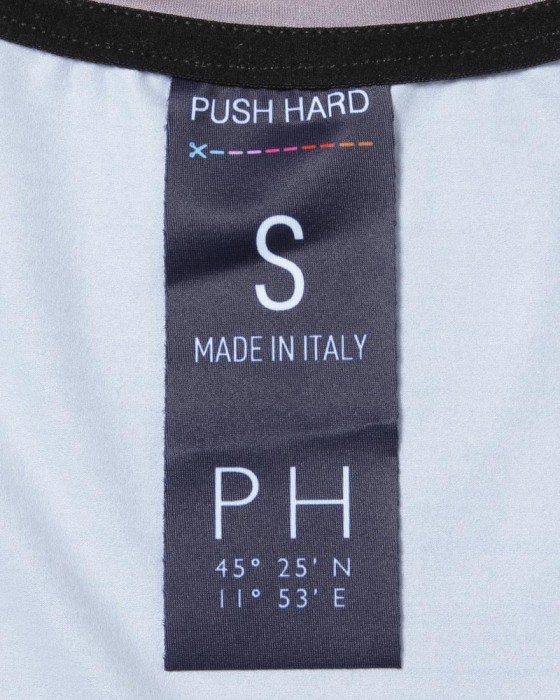 PUSH HARD
S
MADE IN ITALY
PH
45° 25' N
11° 53' E